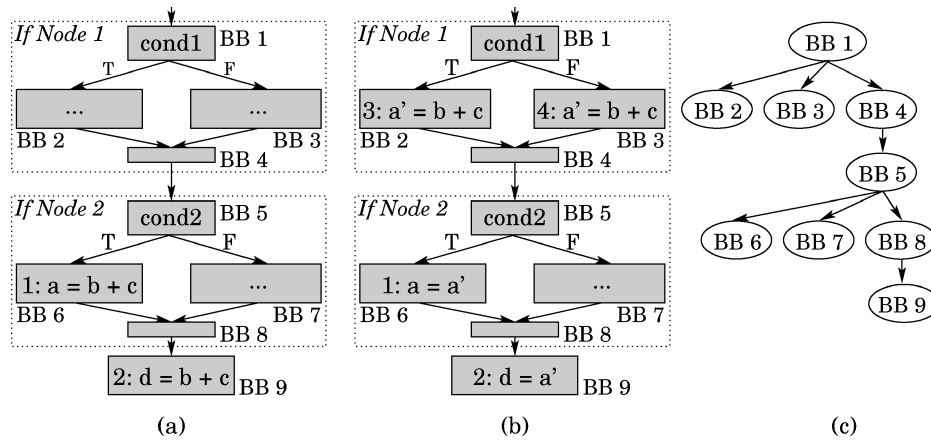 If Node 1
cond1
BB 1
T
F
...
...
BB 2
BB 3
BB 4
If Node 2
cond2
BB 5
T
F
1: a = b + c
...
BB 6
BB 7
BB 8
2: d = b + c
BB 9
(a)
If Node 1
cond1
BB 1
T
F
3: a’ = b + c
4: a’ = b + c
BB 2
BB 3
BB 4
If Node 2
cond2
BB 5
T
F
1: a = a’
...
BB 6
BB 7
BB 8
2: d = a’
BB 9
(b)
BB 1
BB 2
BB 3
BB 4
BB 5
BB 6
BB 7
BB 8
BB 9
(c)